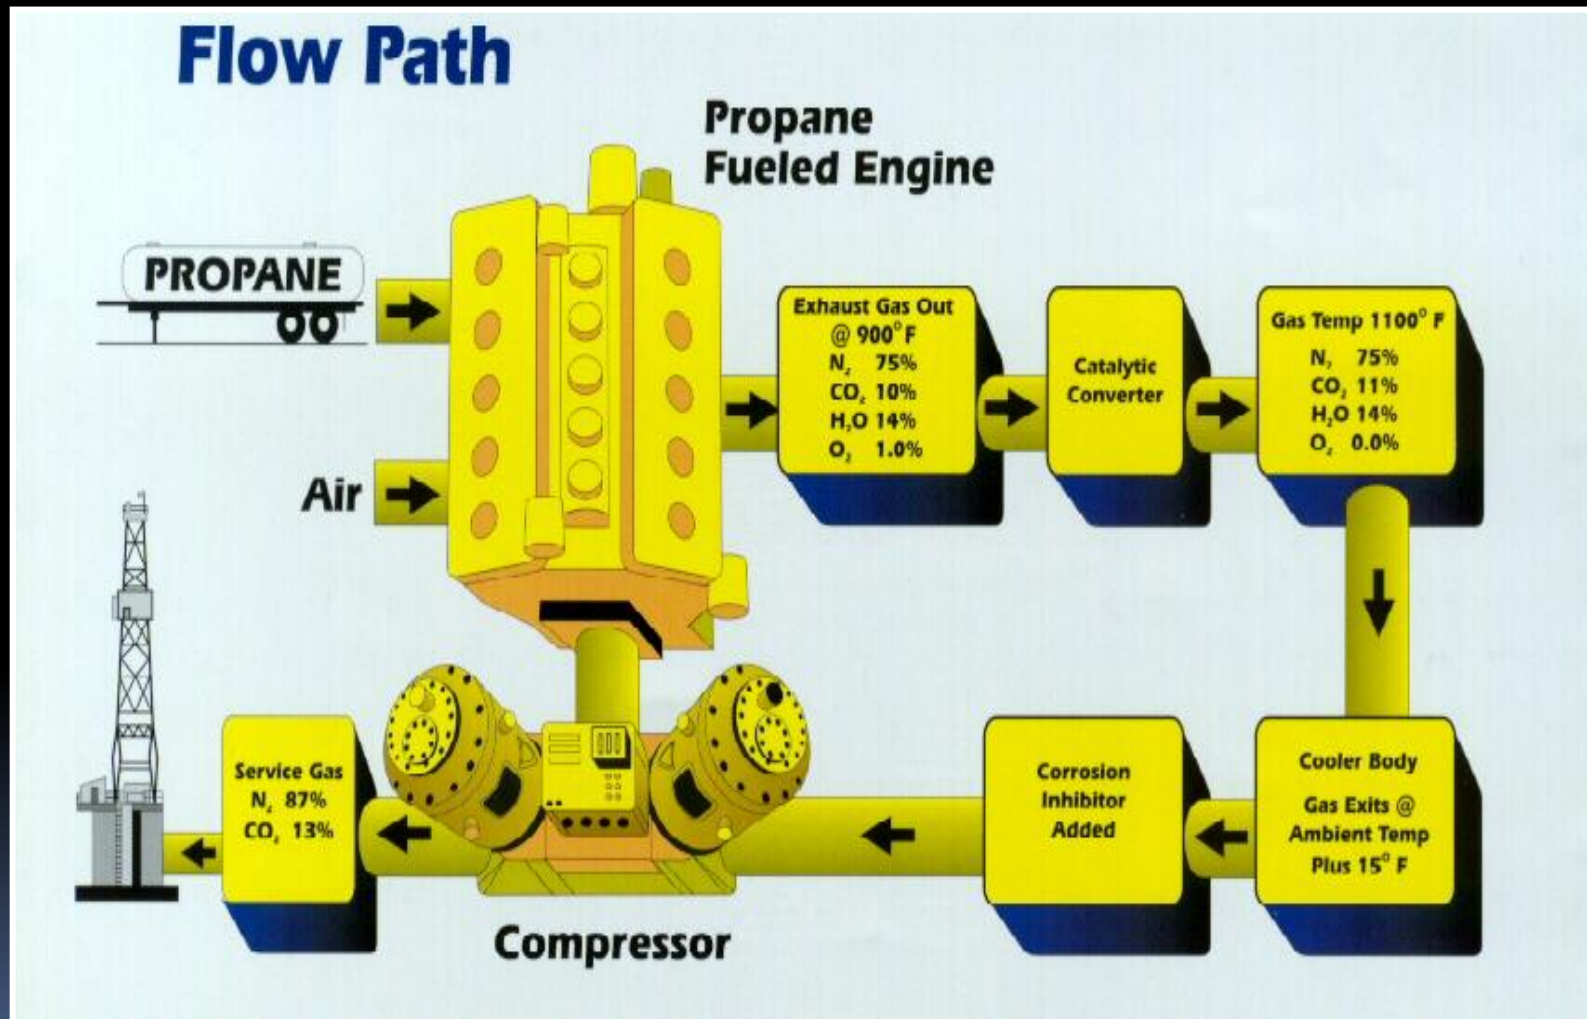 Flow Path
Propane
Fueled Engine
PROPANE
Air
Exhaust Gas Out
@ 900° F
N₂ 75%
CO₂ 10%
H₂O 14%
O₂ 1.0%
Catalytic
Converter
Gas Temp 1100° F
N₂ 75%
CO₂ 11%
H₂O 14%
O₂ 0.0%
Cooler Body
Gas Exits @
Ambient Temp
Plus 15° F
Corrosion
Inhibitor
Added
Compressor
Service Gas
N₂ 87%
CO₂ 13%